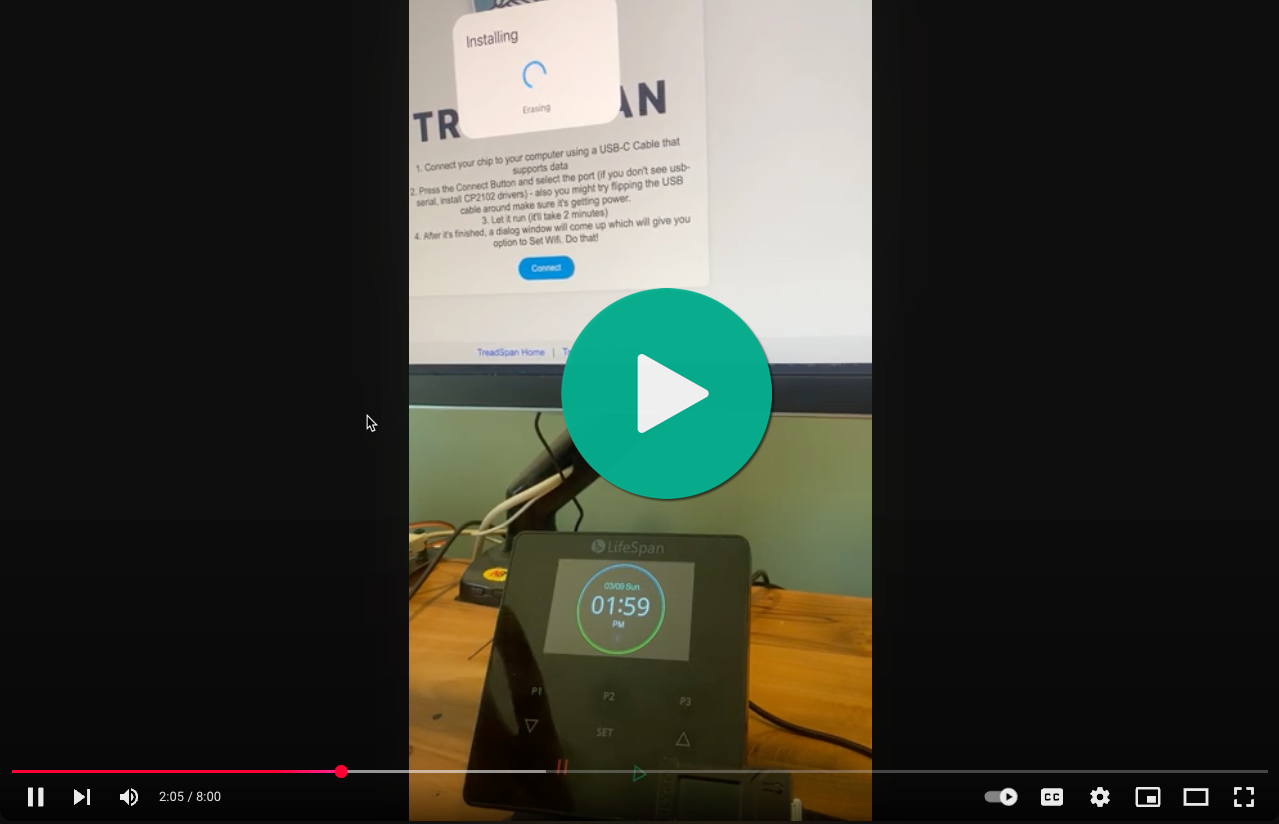 Installing
Erasing
TR
AN
1. Connect your chip to your computer using a USB-C Cable that
supports data
2. Press the Connect Button and select the port (if you don't see usb-
serial, install CP2102 drivers) - also you might try flipping the USB
cable around make sure it's getting power.
3. Let it run (it'll take 2 minutes)
4. After it's finished, a dialog window will come up which will give you
option to Set Wifi. Do that!
Connect
TreadSpan Home |
LifeSpan
03/09 Sun
01:59
PM
P1
P2
P3
SET
2:05 / 8:00
CC